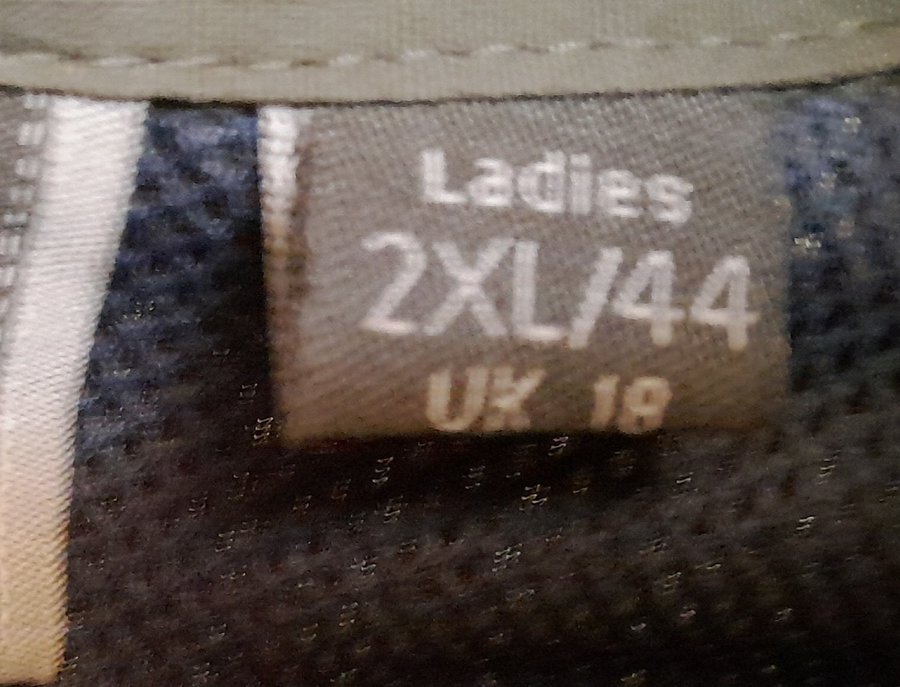 Ladies
2XL/44
UK 18